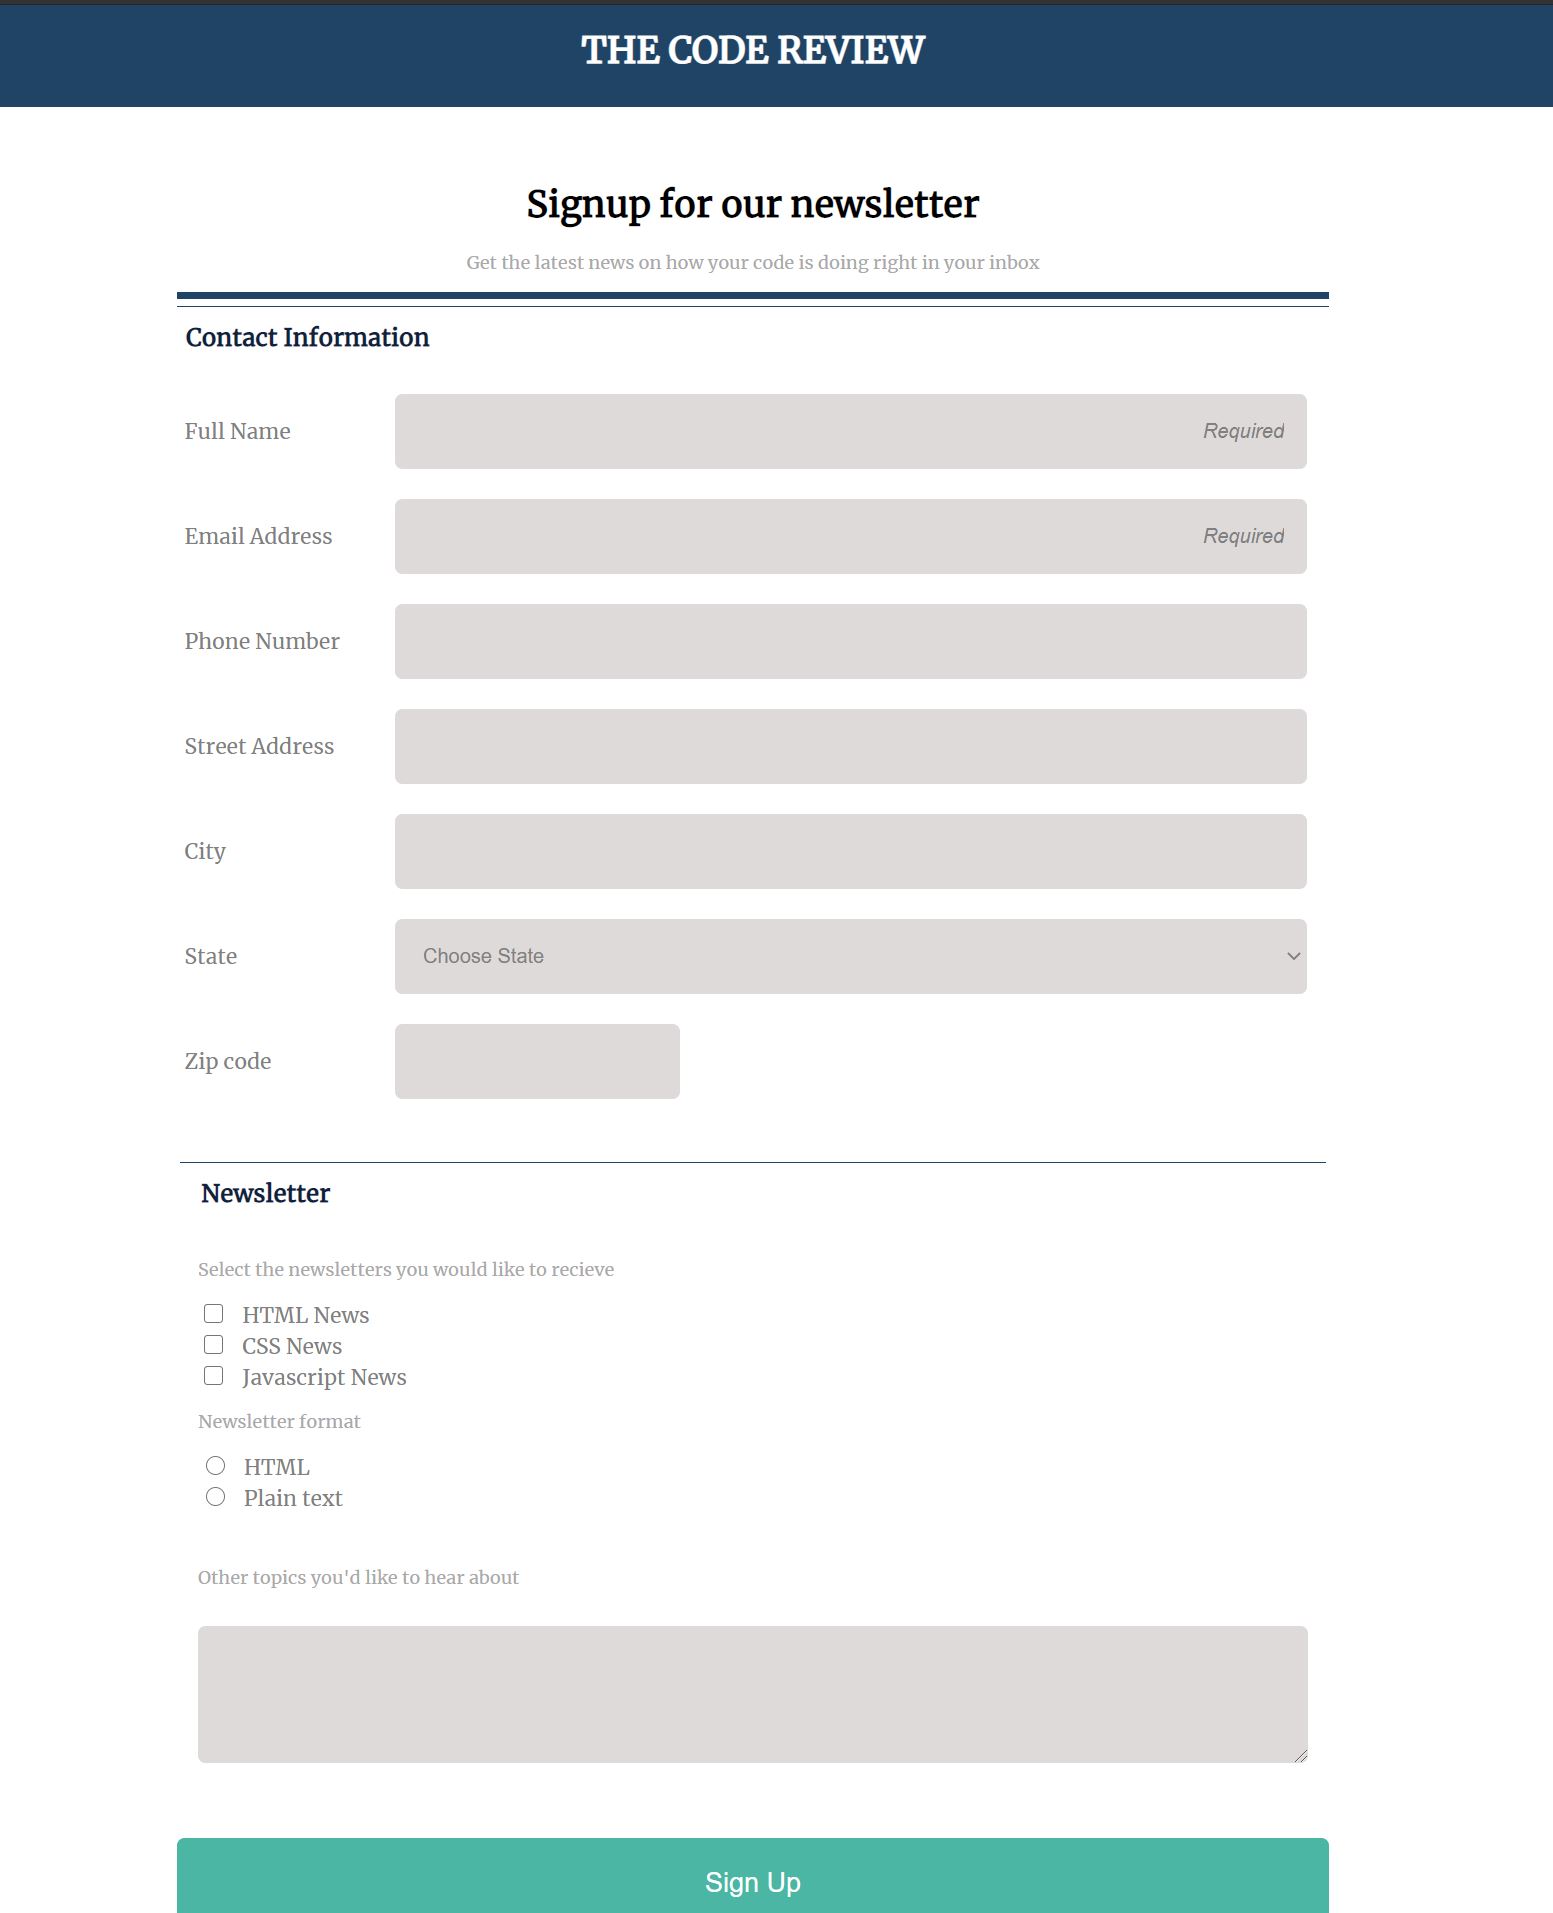 THE CODE REVIEW
Signup for our newsletter
Get the latest news on how your code is doing right in your inbox
Contact Information
Full Name
Required
Email Address
Required
Phone Number
Street Address
City
State
Choose State
Zip code
Newsletter
Select the newsletters you would like to recieve
HTML News
CSS News
Javascript News
Newsletter format
HTML
Plain text
Other topics you'd like to hear about
Sign Up